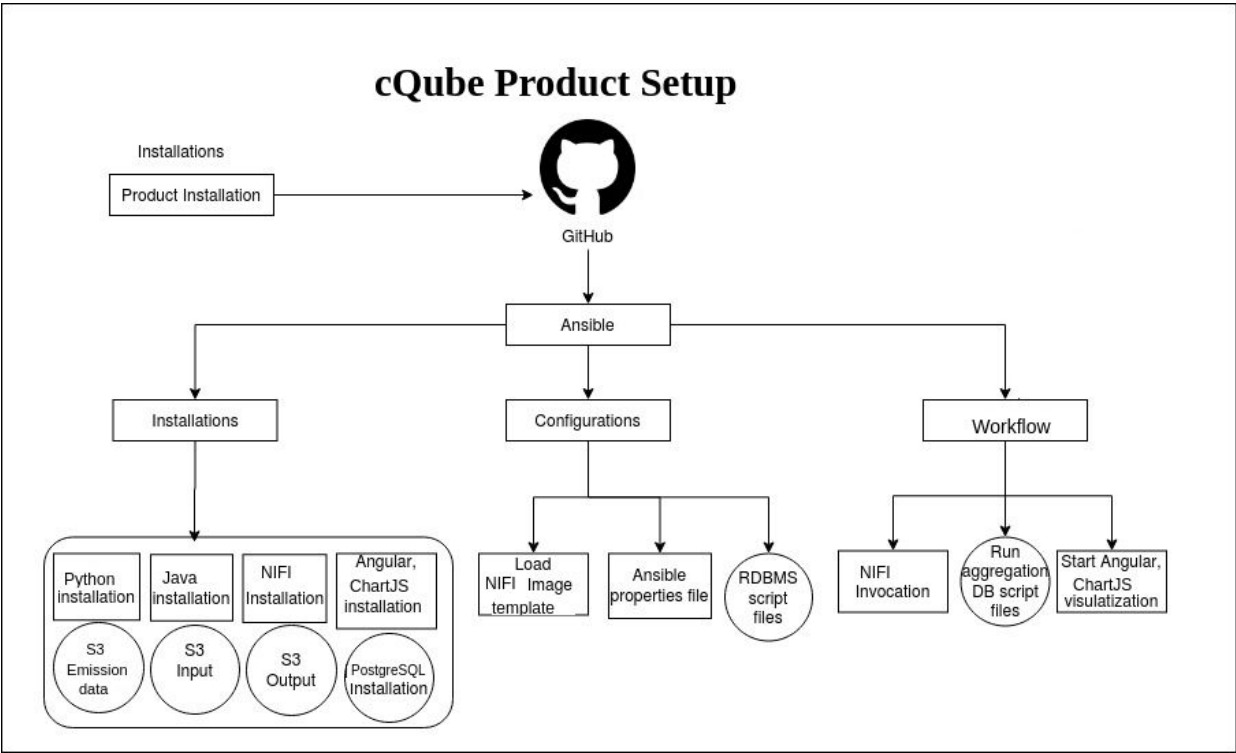 cQube Product Setup
Installations
Product Installation
GitHub
Ansible
Installations
Configurations
Workflow
Python
installation
Java
installation
NIFI
Installation
Angular,
ChartJS
installation
S3
Emission
data
S3
Input
S3
Output
PostgreSQL
Installation
Load
NIFI Image
template
Ansible
properties file
RDBMS
script
files
NIFI
Invocation
Run
aggregation
DB script
files
Start Angular,
ChartJS
visulatization